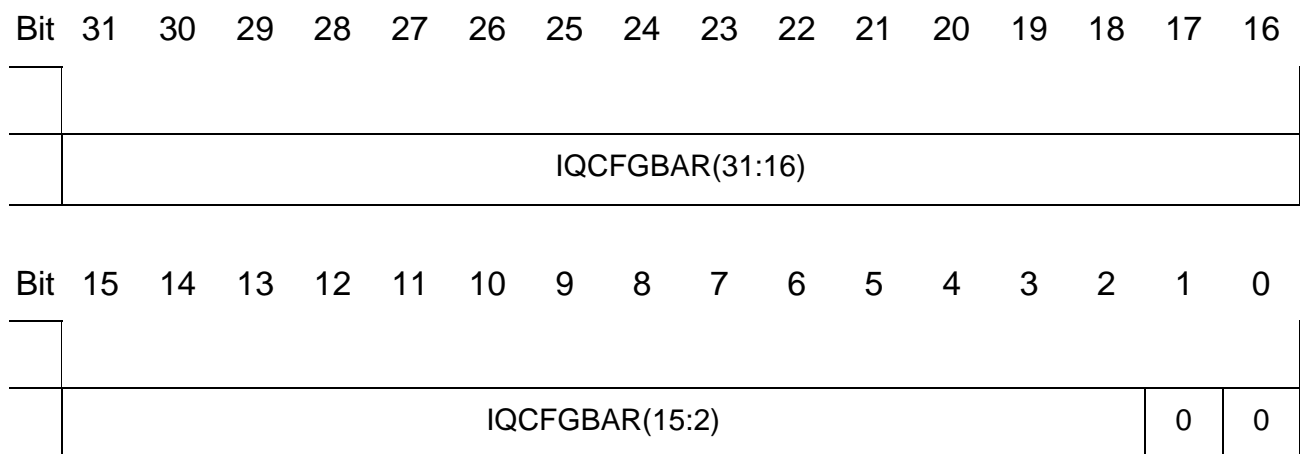 Bit 31 30 29 28 27 26 25 24 23 22 21 20 19 18 17 16
IQCFGBAR(31:16)
Bit 15 14 13 12 11 10 9 8 7 6 5 4 3 2 1 0
IQCFGBAR(15:2) 0 0